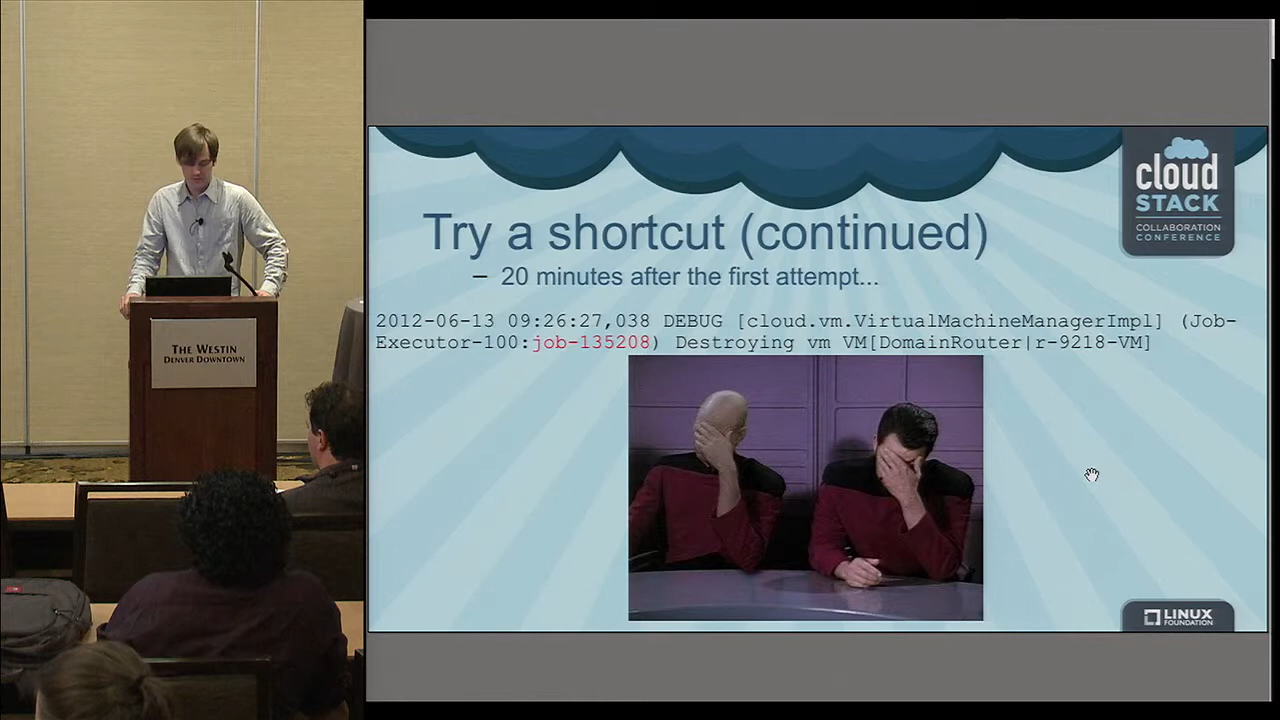 THE WESTIN
DENVER DOWNTOWN
cloud
STACK
COLLABORATION
CONFERENCE
Try a shortcut (continued)
– 20 minutes after the first attempt...
2012-06-13 09:26:27,038 DEBUG [cloud.vm.VirtualMachineManagerImpl] (Job-
Executor-100:job-135208) Destroying vm VM[DomainRouter|r-9218-VM]
LINUX
FOUNDATION